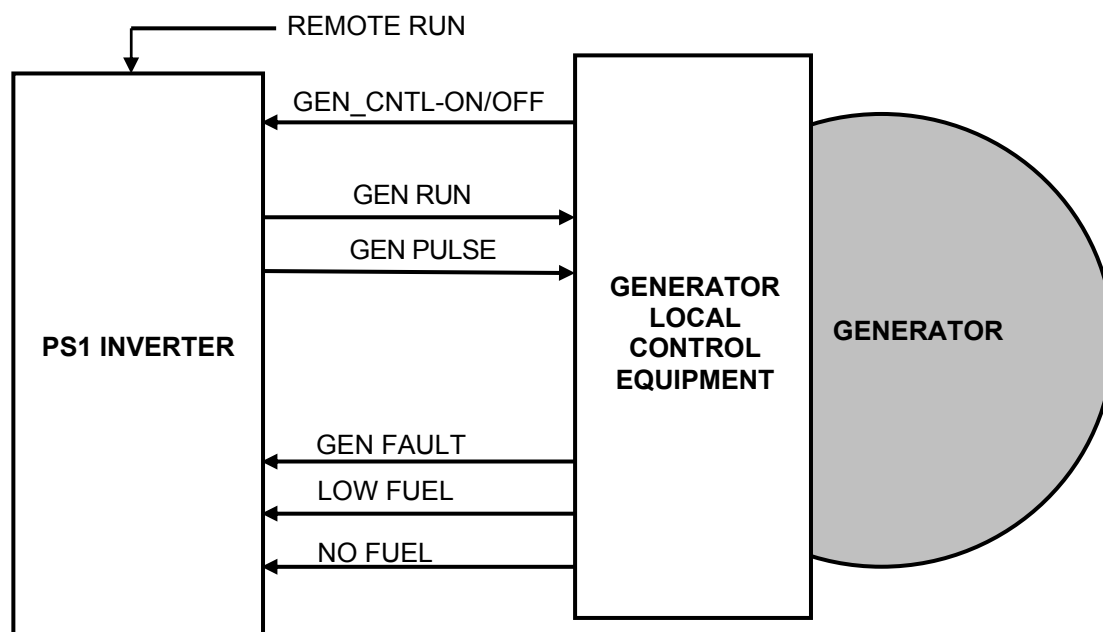 REMOTE RUN
GEN_CNTL-ON/OFF
GEN RUN
GEN PULSE
PS1 INVERTER
GENERATOR
LOCAL
CONTROL
EQUIPMENT
GENERATOR
GEN FAULT
LOW FUEL
NO FUEL